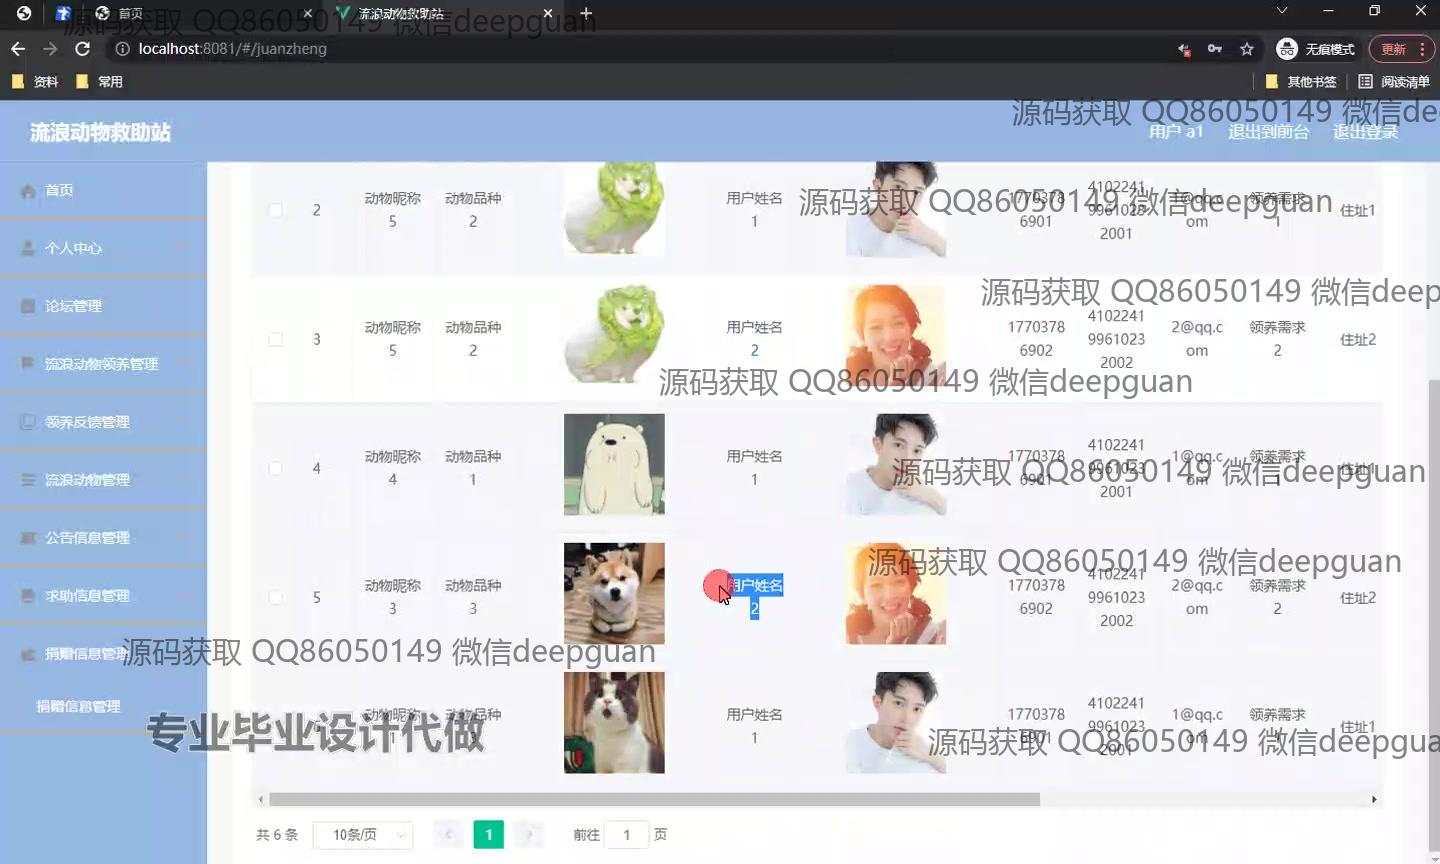 首页
流浪动物救助站
源码获取 QQ86050149 微信deepguan
localhost:8081/#/juanzheng
无痕模式
更新
资料
常用
其他书签
阅读清单
源码获取 QQ86050149 微信de
流浪动物救助站
用户 a1
退出到前台
退出登录
首页
个人中心
论坛管理
流浪动物领养管理
领养反馈管理
流浪动物管理
公告信息管理
求助信息管理
捐赠信息管理
捐赠信息管理
2
动物昵称
5
动物品种
2
用户姓名
1
1770378
6901
4102241
9961023
2001
1@qq.c
om
领养需求
1
住址1
源码获取 QQ86050149 微信deepguan
源码获取 QQ86050149 微信deep
3
动物昵称
5
动物品种
2
用户姓名
2
1770378
6902
4102241
9961023
2002
2@qq.c
om
领养需求
2
住址2
源码获取 QQ86050149 微信deepguan
4
动物昵称
4
动物品种
1
用户姓名
1
1770378
6901
4102241
9961023
2001
1@qq.c
om
领养需求
1
住址1
源码获取 QQ86050149 微信deepguan
源码获取 QQ86050149 微信deepguan
5
动物昵称
3
动物品种
3
用户姓名
2
1770378
6902
4102241
9961023
2002
2@qq.c
om
领养需求
2
住址2
源码获取 QQ86050149 微信deepguan
专业毕业设计代做
动物昵称
1
动物品种
用户姓名
1
1770378
6901
4102241
9961023
2001
1@qq.c
om
领养需求
1
住址1
源码获取 QQ86050149 微信deepgua
共 6 条
10条/页
1
前往
1
页